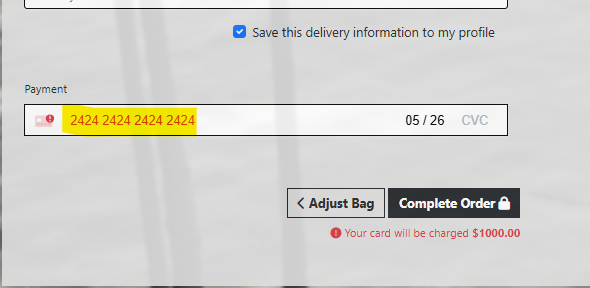 Save this delivery information to my profile
Payment
2424 2424 2424 2424 05 / 26 CVC
Adjust Bag Complete Order
Your card will be charged $1000.00